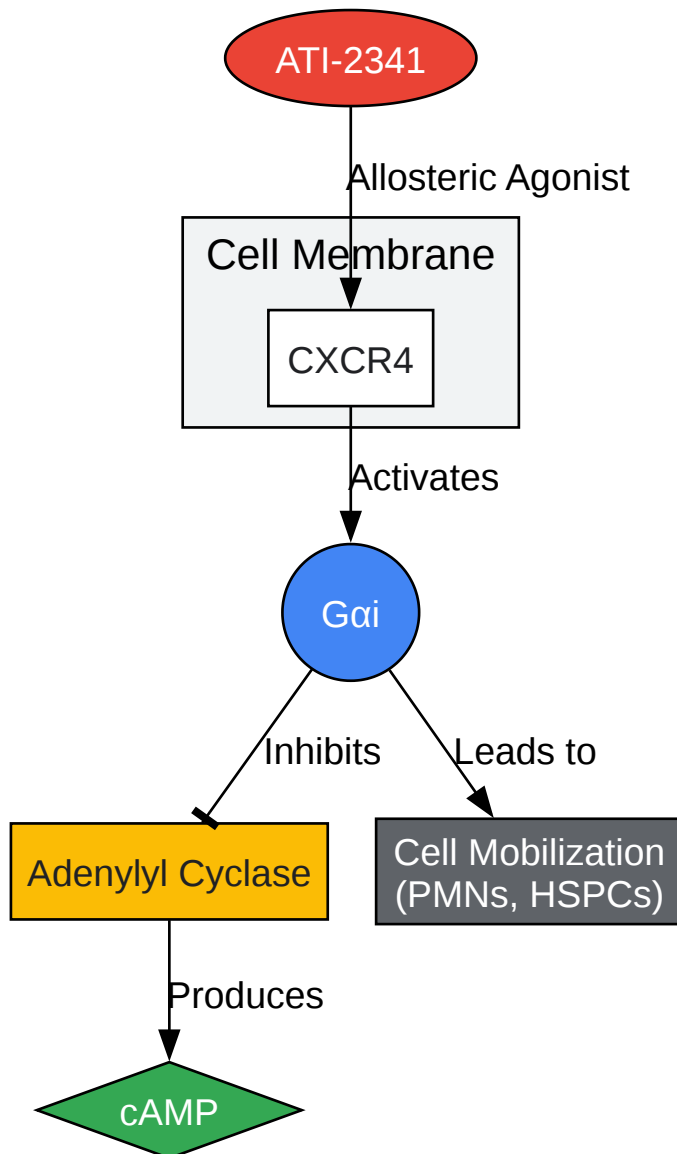 ATI-2341
Allosteric Agonist
Cell Membrane
CXCR4
Activates
Gαi
Inhibits
Leads to
Adenylyl Cyclase
Cell Mobilization
(PMNs, HSPCs)
Produces
cAMP